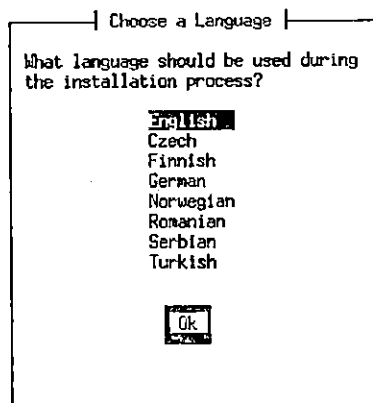 Choose a Language
What language should be used during
the installation process?
English
Czech
Finnish
German
Norwegian
Romanian
Serbian
Turkish
Ok